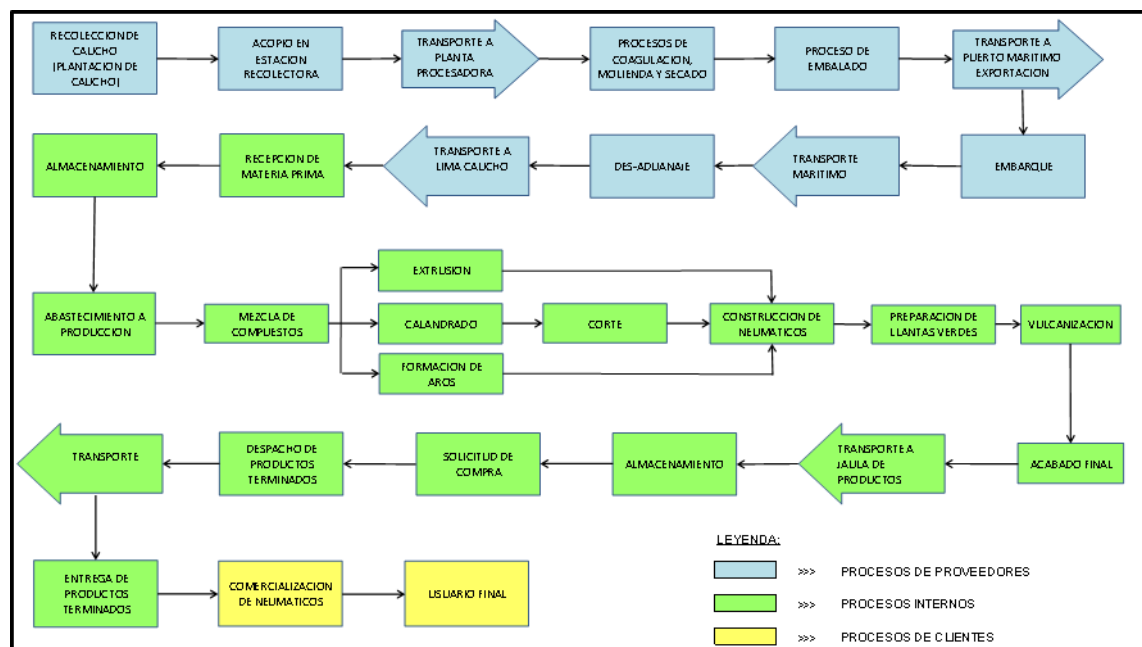 RECOLECCION DE
CAUCHO
(PLANTACION DE
CAUCHO)
ACOPIO EN
ESTACION
RECOLECTORA
TRANSPORTE A
PLANTA
PROCESADORA
PROCESOS DE
COAGULACION,
MOLIENDA Y SECADO
PROCESO DE
EMBALADO
TRANSPORTE A
PUERTO MARITIMO
EXPORTACION
ALMACENAMIENTO
RECEPCION DE
MATERIA PRIMA
TRANSPORTE
A LIMA CAUCHO
DES-ADUANAJE
TRANSPORTE
MARITIMO
EMBARQUE
EXTRUSION
ABASTECIMIENTO A
PRODUCCION
MEZCLA DE
COMPUESTOS
CALANDRADO
CORTE
CONSTRUCCION DE
NEUMATICOS
PREPARACION DE
LLANTAS VERDES
VULCANIZACION
FORMACION DE
AROS
TRANSPORTE
DESPACHO DE
PRODUCTOS
TERMINADOS
SOLICITUD DE
COMPRA
ALMACENAMIENTO
TRANSPORTE A
JAULA DE
PRODUCTOS
ACABADO FINAL
ENTREGA DE
PRODUCTOS
TERMINADOS
COMERCIALIZACION
DE NEUMATICOS
USUARIO FINAL
LEYENDA:
>>> PROCESOS DE PROVEEDORES
>>> PROCESOS INTERNOS
>>> PROCESOS DE CLIENTES